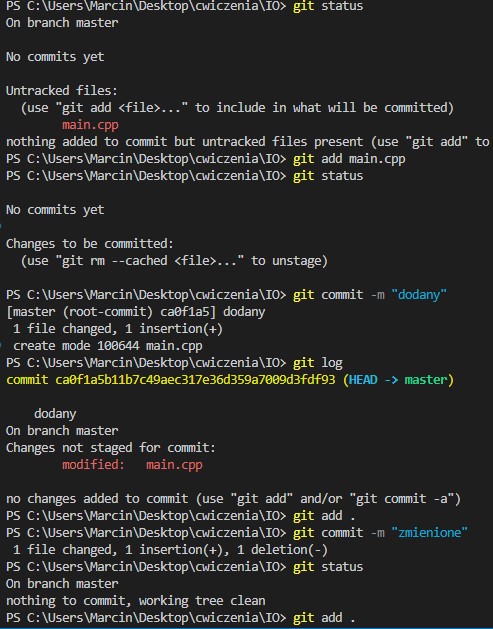 PS C:\Users\Marcin\Desktop\cwiczenia\IO> git status
On branch master
No commits yet
Untracked files:
(use "git add <file>..." to include in what will be committed)
main.cpp
nothing added to commit but untracked files present (use "git add" to
PS C:\Users\Marcin\Desktop\cwiczenia\IO> git add main.cpp
PS C:\Users\Marcin\Desktop\cwiczenia\IO> git status
No commits yet
Changes to be committed:
(use "git rm --cached <file>..." to unstage)
PS C:\Users\Marcin\Desktop\cwiczenia\IO> git commit -m "dodany"
[master (root-commit) ca0f1a5] dodany
1 file changed, 1 insertion(+)
create mode 100644 main.cpp
PS C:\Users\Marcin\Desktop\cwiczenia\IO> git log
commit ca0f1a5b11b7c49aec317e36d359a7009d3fdf93 (HEAD -> master)
dodany
On branch master
Changes not staged for commit:
modified: main.cpp
no changes added to commit (use "git add" and/or "git commit -a")
PS C:\Users\Marcin\Desktop\cwiczenia\IO> git add .
PS C:\Users\Marcin\Desktop\cwiczenia\IO> git commit -m "zmienione"
1 file changed, 1 insertion(+), 1 deletion(-)
PS C:\Users\Marcin\Desktop\cwiczenia\IO> git status
On branch master
nothing to commit, working tree clean
PS C:\Users\Marcin\Desktop\cwiczenia\IO> git add .